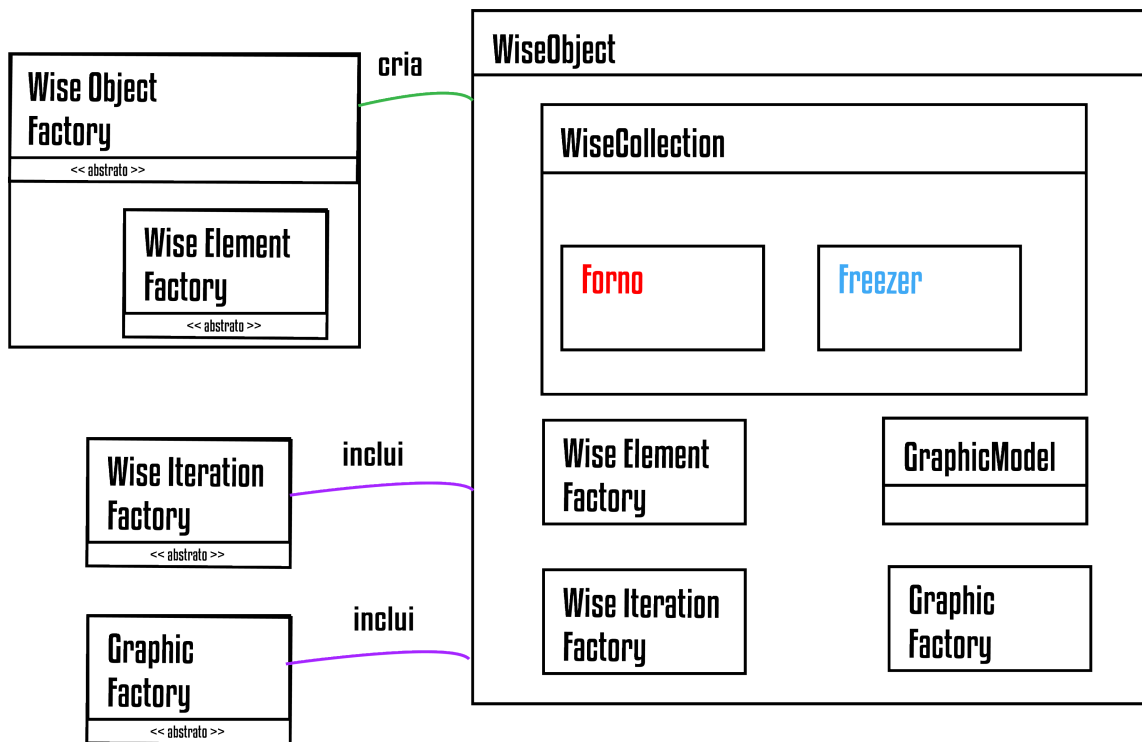 Wise Object
Factory
<< abstrato >>
Wise Element
Factory
<< abstrato >>
cria
WiseObject
WiseCollection
Forno
Freezer
Wise Element
Factory
GraphicModel
Wise Iteration
Factory
Graphic
Factory
Wise Iteration
Factory
<< abstrato >>
inclui
Graphic
Factory
<< abstrato >>
inclui